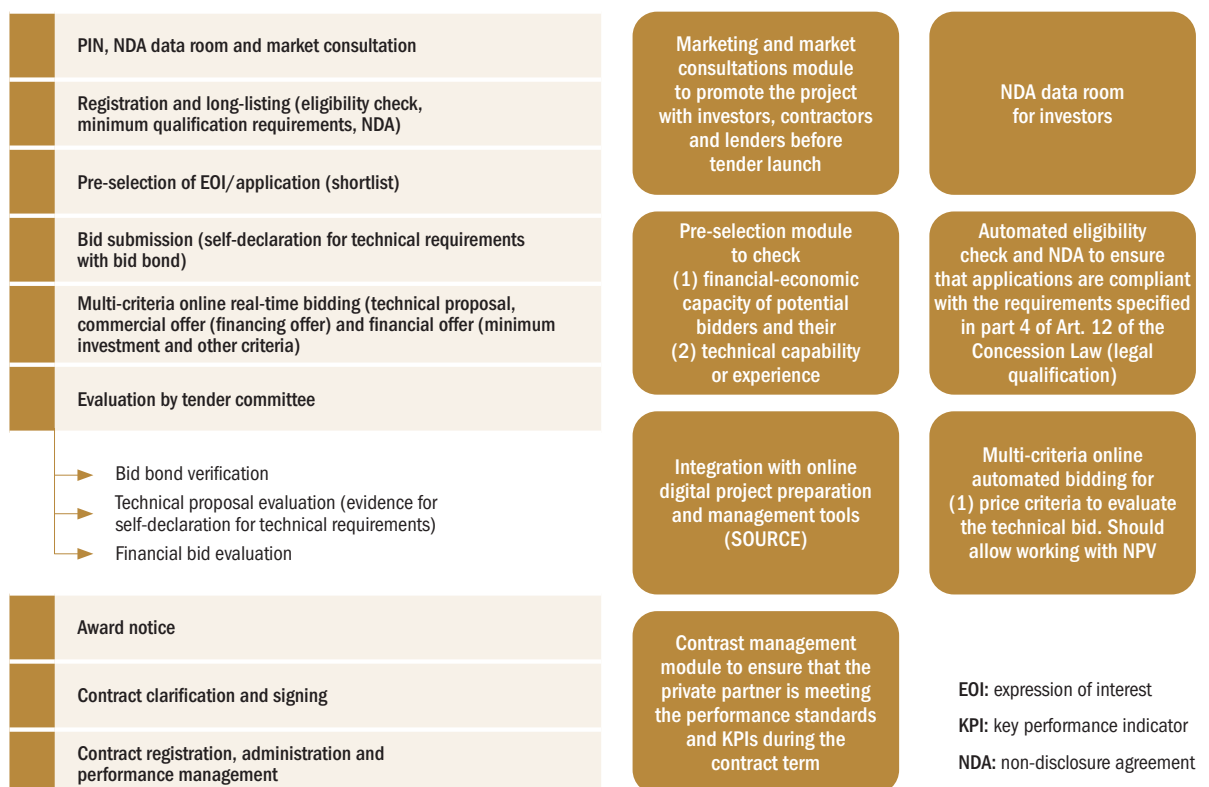 PIN, NDA data room and market consultation
Registration and long-listing (eligibility check,
minimum qualification requirements, NDA)
Pre-selection of EOI/application (shortlist)
Bid submission (self-declaration for technical requirements
with bid bond)
Multi-criteria online real-time bidding (technical proposal,
commercial offer (financing offer) and financial offer (minimum
investment and other criteria)
Evaluation by tender committee
Bid bond verification
Technical proposal evaluation (evidence for
self-declaration for technical requirements)
Financial bid evaluation
Award notice
Contract clarification and signing
Contract registration, administration and
performance management
Marketing and market
consultations module
to promote the project
with investors, contractors
and lenders before
tender launch
NDA data room
for investors
Pre-selection module
to check
(1) financial-economic
capacity of potential
bidders and their
(2) technical capability
or experience
Automated eligibility
check and NDA to ensure
that applications are compliant
with the requirements specified
in part 4 of Art. 12 of the
Concession Law (legal
qualification)
Integration with online
digital project preparation
and management tools
(SOURCE)
Multi-criteria online
automated bidding for
(1) price criteria to evaluate
the technical bid. Should
allow working with NPV
Contrast management
module to ensure that the
private partner is meeting
the performance standards
and KPIs during the
contract term
EOI: expression of interest
KPI: key performance indicator
NDA: non-disclosure agreement